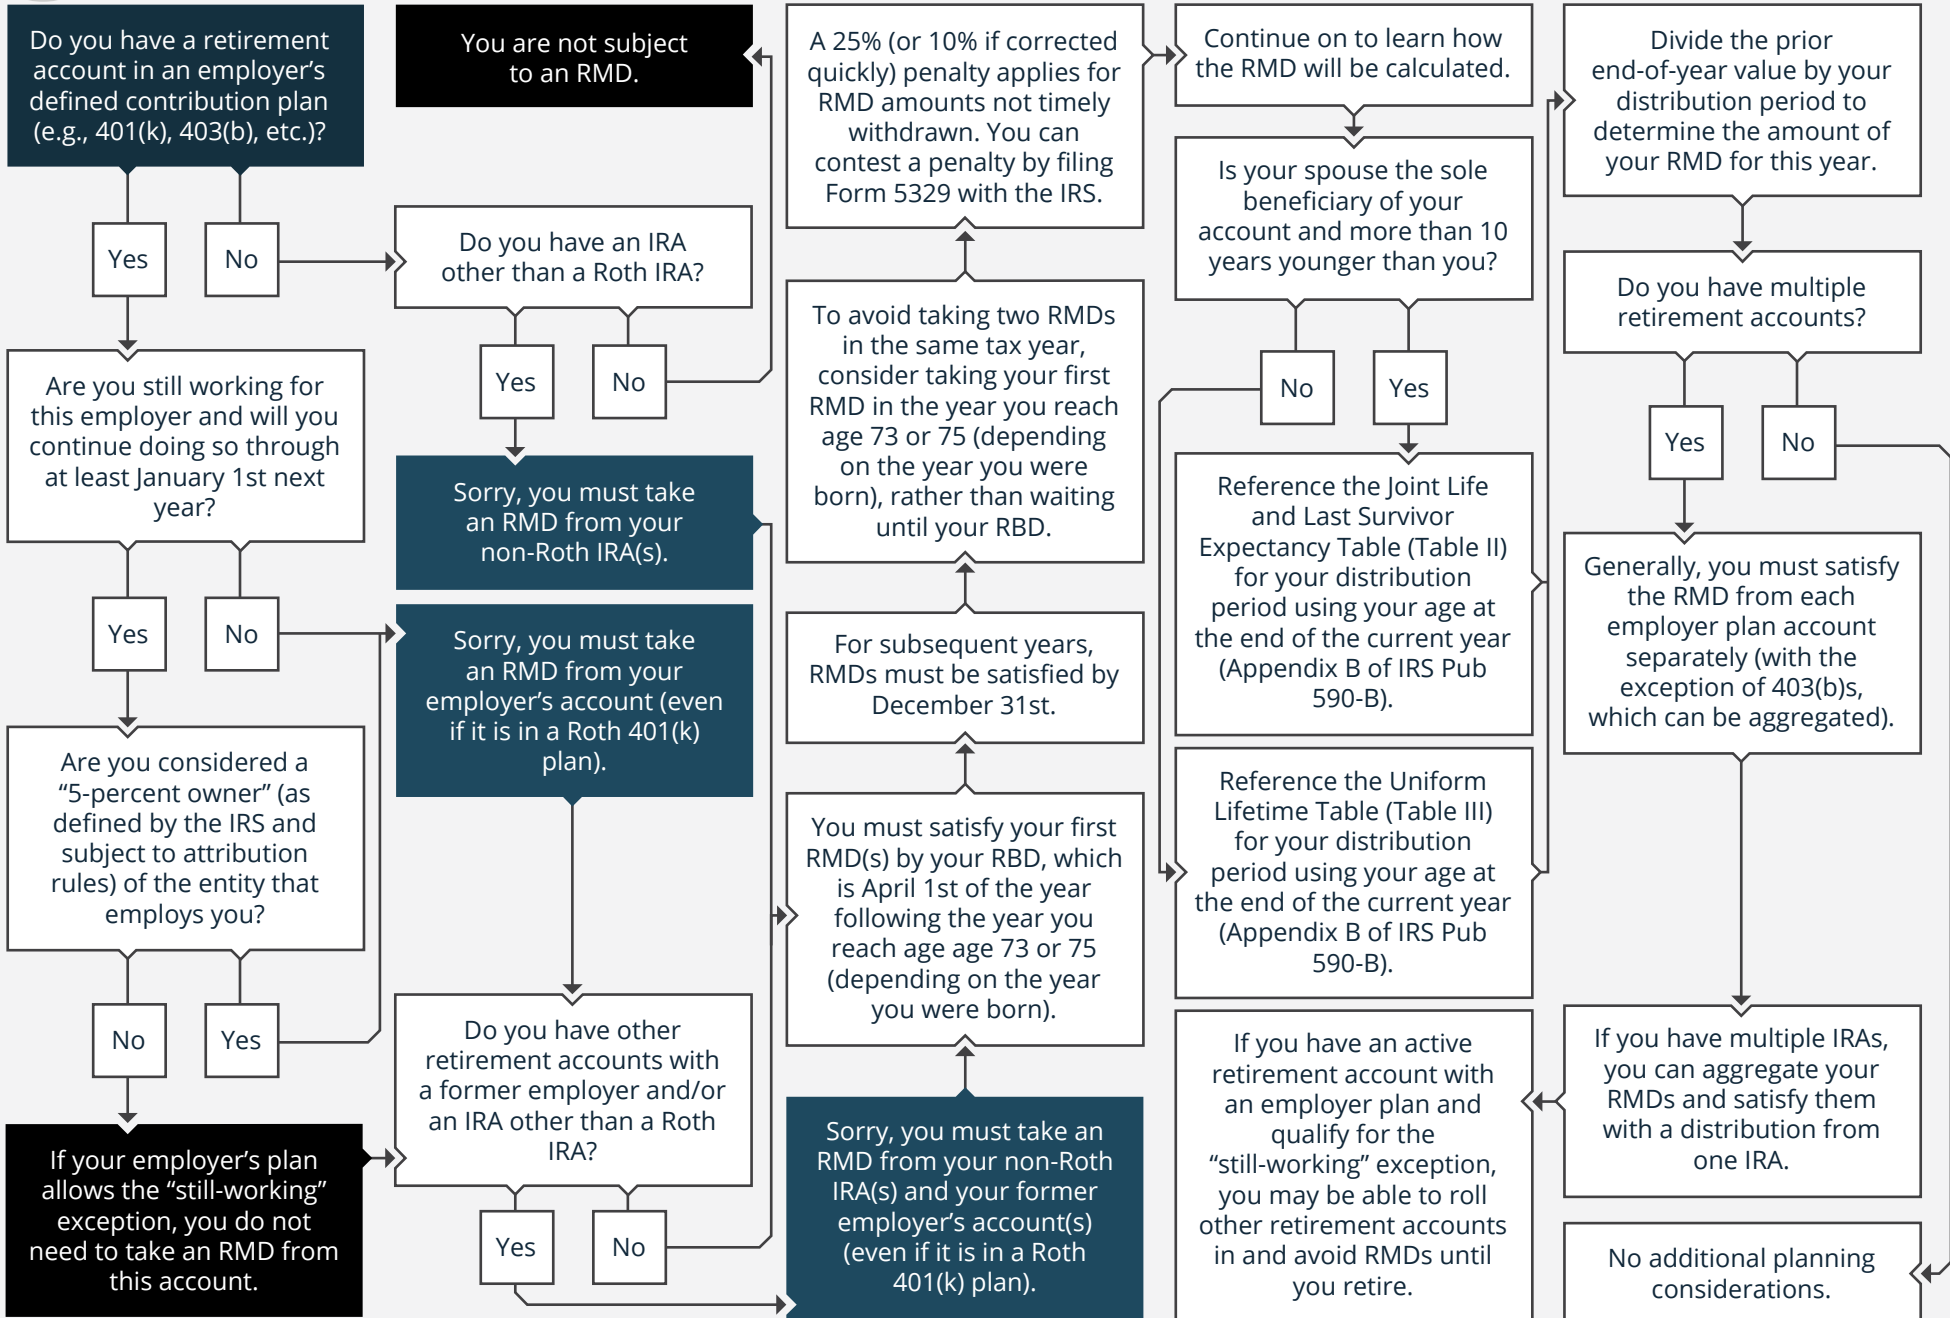 Do you have a retirement
account in an employer’s
defined contribution plan
(e.g., 401(k), 403(b), etc.)?
Yes
No
Are you still working for
this employer and will you
continue doing so through
at least January 1st next
year?
Yes
No
Are you considered a
“5-percent owner” (as
defined by the IRS and
subject to attribution
rules) of the entity that
employs you?
No
Yes
If your employer’s plan
allows the “still-working”
exception, you do not
need to take an RMD from
this account.
You are not subject
to an RMD.
Do you have an IRA
other than a Roth IRA?
Yes
No
Sorry, you must take
an RMD from your
non-Roth IRA(s).
Sorry, you must take
an RMD from your
employer’s account (even
if it is in a Roth 401(k)
plan).
Do you have other
retirement accounts with
a former employer and/or
an IRA other than a Roth
IRA?
Yes
No
A 25% (or 10% if corrected
quickly) penalty applies for
RMD amounts not timely
withdrawn. You can
contest a penalty by filing
Form 5329 with the IRS.
To avoid taking two RMDs
in the same tax year,
consider taking your first
RMD in the year you reach
age 73 or 75 (depending
on the year you were
born), rather than waiting
until your RBD.
For subsequent years,
RMDs must be satisfied by
December 31st.
You must satisfy your first
RMD(s) by your RBD, which
is April 1st of the year
following the year you
reach age age 73 or 75
(depending on the year
you were born).
Sorry, you must take an
RMD from your non-Roth
IRA(s) and your former
employer’s account(s)
(even if it is in a Roth
401(k) plan).
Continue on to learn how
the RMD will be calculated.
Is your spouse the sole
beneficiary of your
account and more than 10
years younger than you?
No
Yes
Reference the Joint Life
and Last Survivor
Expectancy Table (Table II)
for your distribution
period using your age at
the end of the current year
(Appendix B of IRS Pub
590-B).
Reference the Uniform
Lifetime Table (Table III)
for your distribution
period using your age at
the end of the current year
(Appendix B of IRS Pub
590-B).
If you have an active
retirement account with
an employer plan and
qualify for the
“still-working” exception,
you may be able to roll
other retirement accounts
in and avoid RMDs until
you retire.
Divide the prior
end-of-year value by your
distribution period to
determine the amount of
your RMD for this year.
Do you have multiple
retirement accounts?
Yes
No
Generally, you must satisfy
the RMD from each
employer plan account
separately (with the
exception of 403(b)s,
which can be aggregated).
If you have multiple IRAs,
you can aggregate your
RMDs and satisfy them
with a distribution from
one IRA.
No additional planning
considerations.